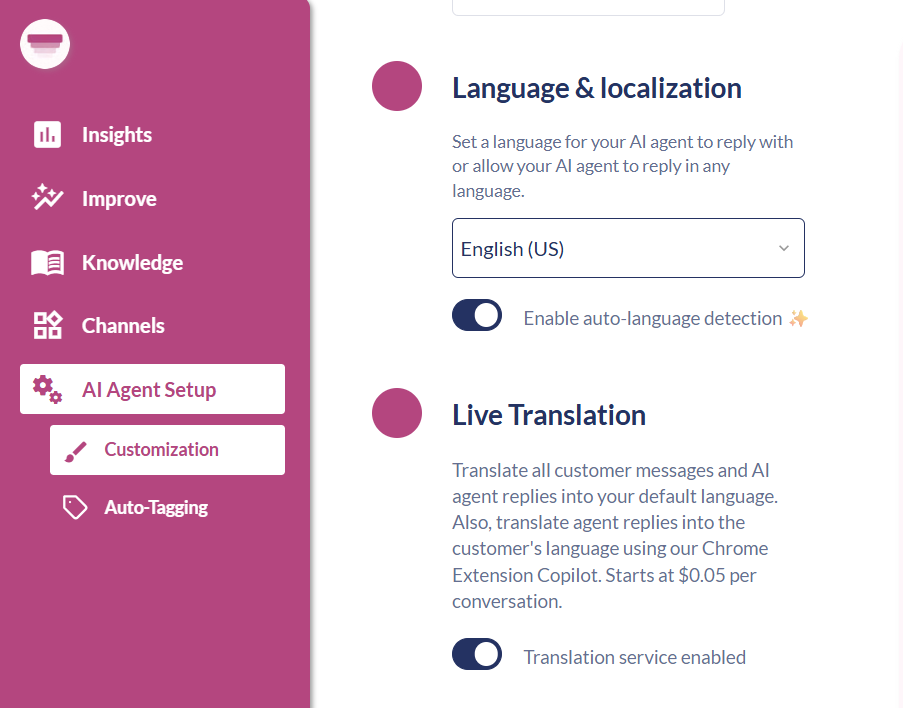 Insights
Improve
Knowledge
Channels
AI Agent Setup
Customization
Auto-Tagging
Language & localization
Set a language for your AI agent to reply with
or allow your AI agent to reply in any
language.
English (US)
Enable auto-language detection ✨
Live Translation
Translate all customer messages and AI
agent replies into your default language.
Also, translate agent replies into the
customer's language using our Chrome
Extension Copilot. Starts at $0.05 per
conversation.
Translation service enabled